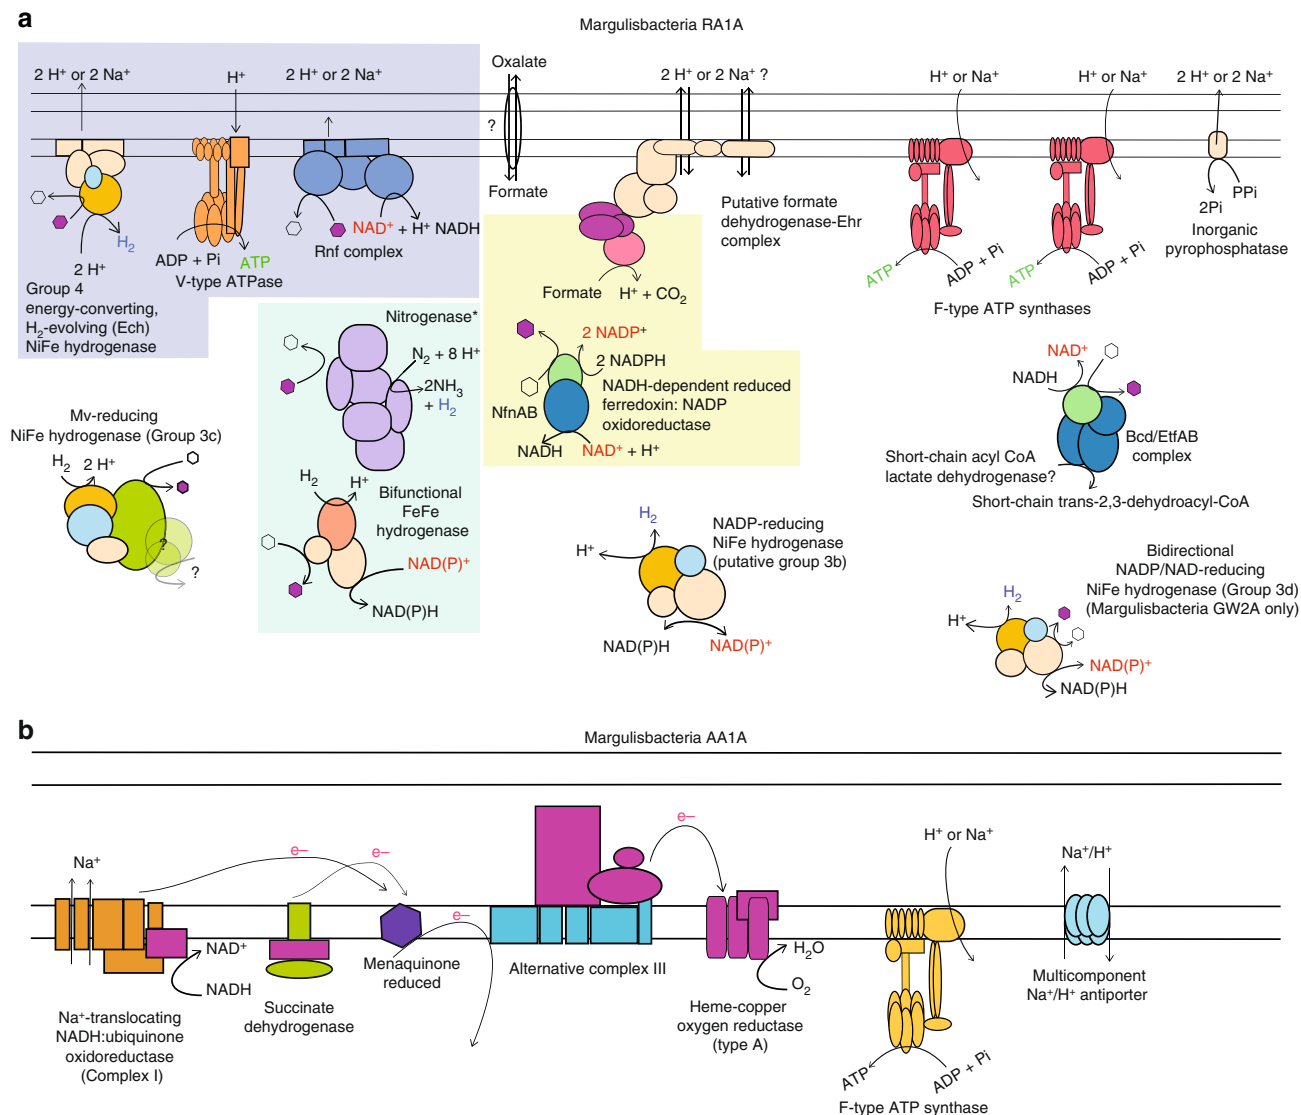 a
Margulisbacteria RA1A
2 H⁺ or 2 Na⁺
H⁺
2 H⁺ or 2 Na⁺
Oxalate
2 H⁺ or 2 Na⁺ ?
H⁺ or Na⁺
H⁺ or Na⁺
2 H⁺ or 2 Na⁺
?
Formate
H₂
2 H⁺
Group 4
energy-converting,
H₂-evolving (Ech)
NiFe hydrogenase
ADP + Pi
ATP
V-type ATPase
NAD⁺ + H⁺ NADH
Rnf complex
Putative formate
dehydrogenase-Ehr
complex
Formate
H⁺ + CO₂
ATP
ADP + Pi
ATP
ADP + Pi
F-type ATP synthases
PPi
2Pi
Inorganic
pyrophosphatase
Nitrogenase*
N₂ + 8 H⁺
2NH₃
+ H₂
2 NADP⁺
2 NADPH
NADH-dependent reduced
ferredoxin: NADP
oxidoreductase
NfnAB
NADH
NAD⁺ + H⁺
NAD⁺
NADH
Bcd/EtfAB
complex
Short-chain acyl CoA
lactate dehydrogenase?
Short-chain trans-2,3-dehydroacyl-CoA
Mv-reducing
NiFe hydrogenase (Group 3c)
H₂
2 H⁺
?
?
H₂
H⁺
Bifunctional
FeFe
hydrogenase
NAD(P)⁺
NAD(P)H
H₂
H⁺
NADP-reducing
NiFe hydrogenase
(putative group 3b)
NAD(P)H
NAD(P)⁺
Bidirectional
NADP/NAD-reducing
NiFe hydrogenase (Group 3d)
(Margulisbacteria GW2A only)
H₂
H⁺
NAD(P)⁺
NAD(P)H
b
Margulisbacteria AA1A
Na⁺
e–
e–
e–
e–
H⁺ or Na⁺
Na⁺/H⁺
NAD⁺
NADH
Na⁺-translocating
NADH:ubiquinone
oxidoreductase
(Complex I)
Succinate
dehydrogenase
Menaquinone
reduced
Alternative complex III
H₂O
O₂
Heme-copper
oxygen reductase
(type A)
ATP
ADP + Pi
F-type ATP synthase
Multicomponent
Na⁺/H⁺ antiporter